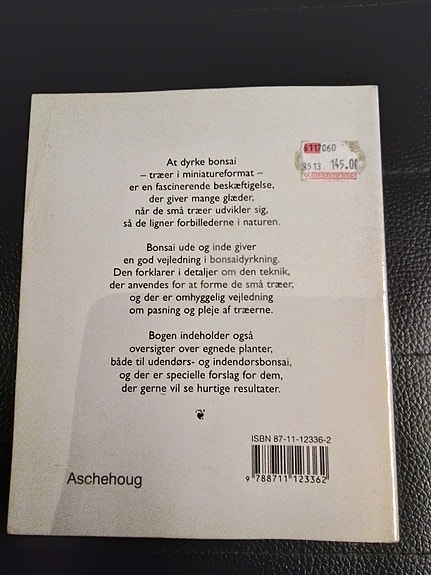 At dyrke bonsai
– træer i miniatureformat –
er en fascinerende beskæftigelse,
der giver mange glæder,
når de små træer udvikler sig,
så de ligner forbillederne i naturen.
Bonsai ude og inde giver
en god vejledning i bonsaidyrkning.
Den forklarer i detaljer om den teknik,
der anvendes for at forme de små træer,
og der er omhyggelig vejledning
om pasning og pleje af træerne.
Bogen indeholder også
oversigter over egnede planter,
både til udendørs- og indendørsbonsai,
og der er specielle forslag for dem,
der gerne vil se hurtige resultater.
6117060
145.00
BAUHAUS
ISBN 87-11-12336-2
9 788711 123362
Aschehoug